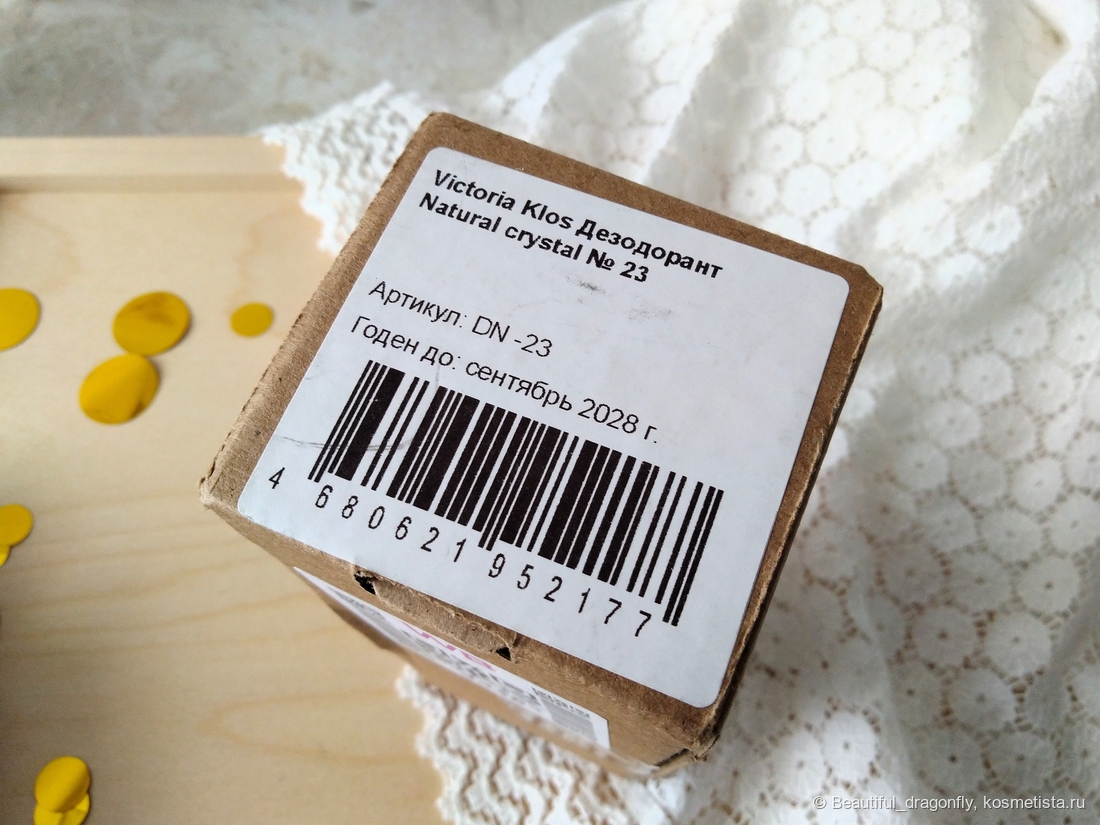 Victoria Klos Дезодорант
Natural crystal № 23
Артикул: DN -23
Годен до: сентябрь 2028 г.
4 680621 952177
© Beautiful_dragonfly, kosmetista.ru